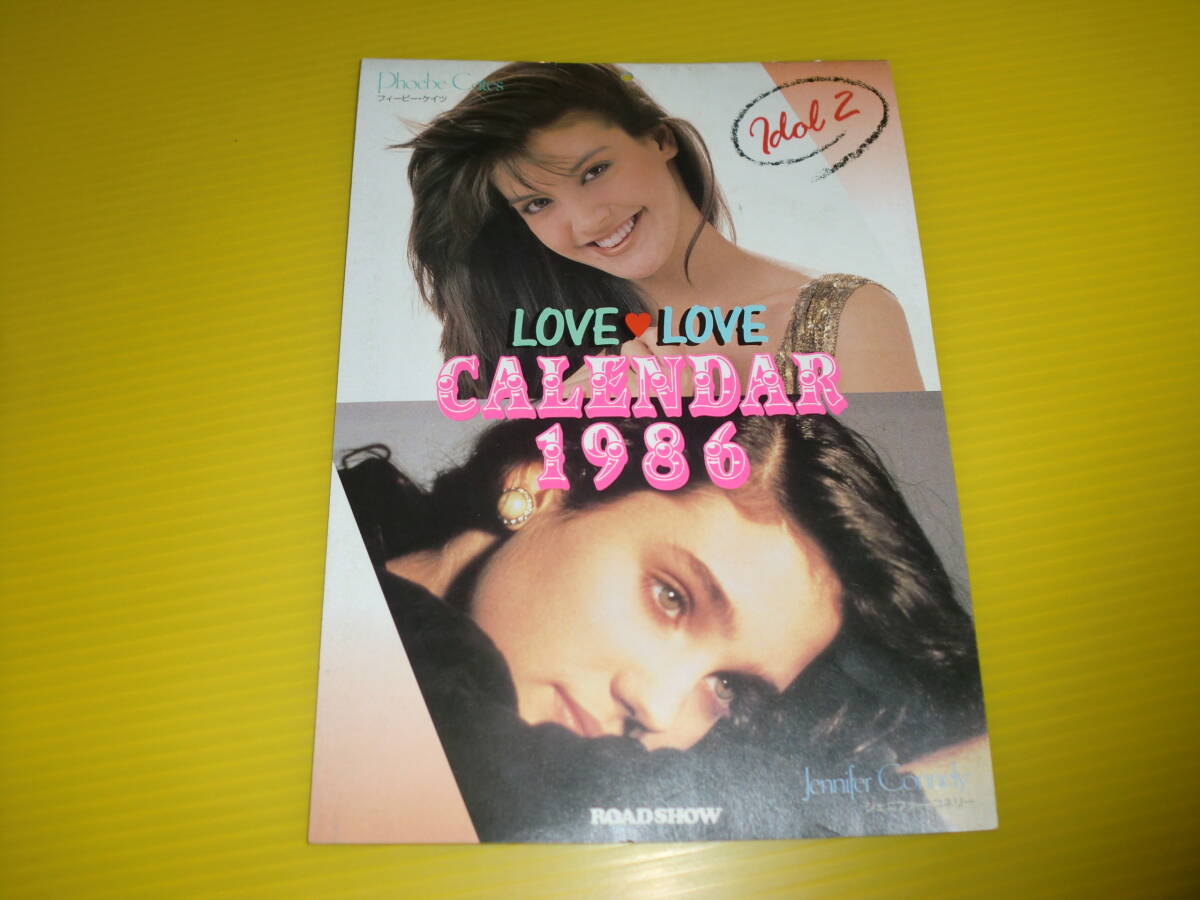 Phoebe Cates
フィービー・ケイツ
Idol 2
LOVE♥LOVE
CALENDAR
1986
Jennifer Connely
ジェニファー・コネリー
ROADSHOW